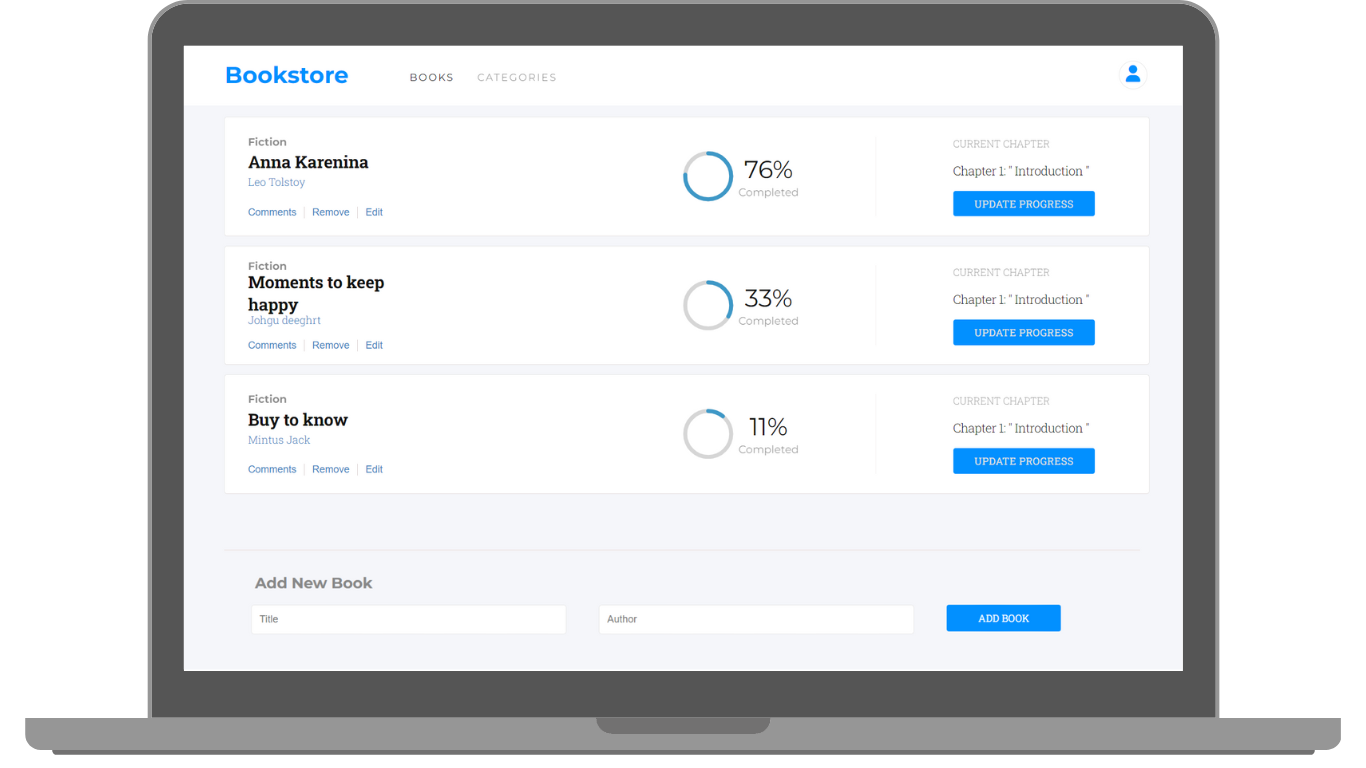 Bookstore
BOOKS
CATEGORIES
Fiction
Anna Karenina
Leo Tolstoy
Comments
Remove
Edit
76%
Completed
CURRENT CHAPTER
Chapter 1: " Introduction "
UPDATE PROGRESS
Fiction
Moments to keep
happy
Johgu deeghrt
Comments
Remove
Edit
33%
Completed
CURRENT CHAPTER
Chapter 1: " Introduction "
UPDATE PROGRESS
Fiction
Buy to know
Mintus Jack
Comments
Remove
Edit
11%
Completed
CURRENT CHAPTER
Chapter 1: " Introduction "
UPDATE PROGRESS
Add New Book
Title
Author
ADD BOOK